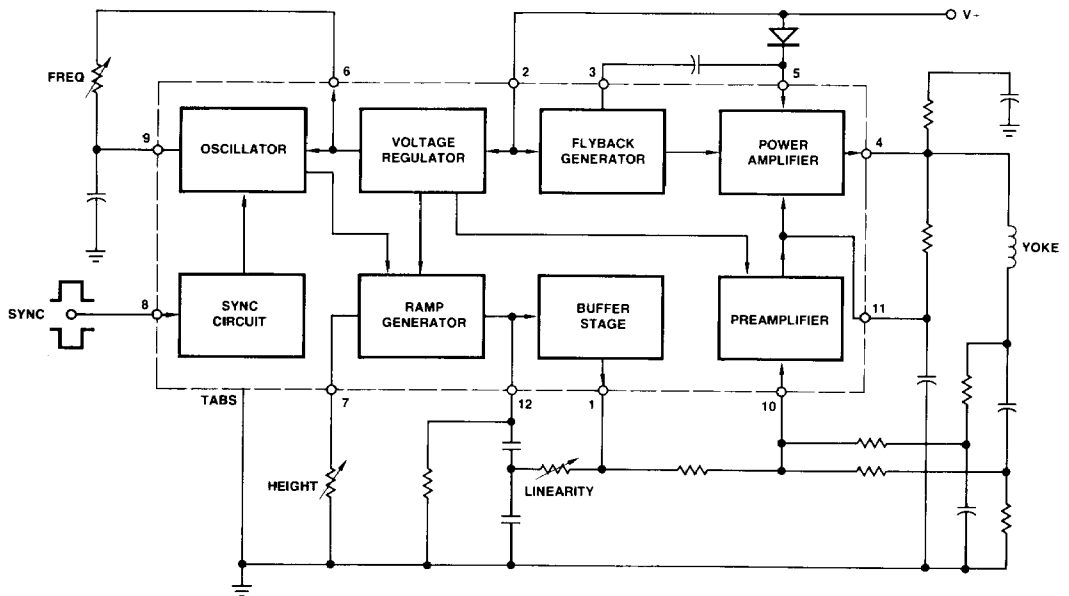 V+
FREQ
6
2
3
5
9
OSCILLATOR
VOLTAGE
REGULATOR
FLYBACK
GENERATOR
POWER
AMPLIFIER
4
YOKE
SYNC
8
SYNC
CIRCUIT
RAMP
GENERATOR
BUFFER
STAGE
PREAMPLIFIER
11
TABS
7
12
1
10
HEIGHT
LINEARITY